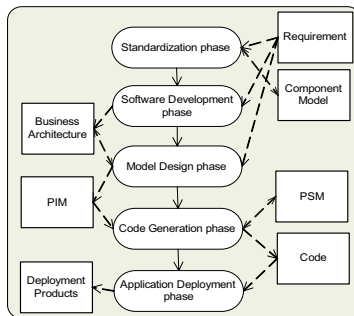 Standardization phase
Requirement
Component
Model
Software Development
phase
Business
Architecture
Model Design phase
PIM
PSM
Code Generation phase
Code
Deployment
Products
Application Deployment
phase